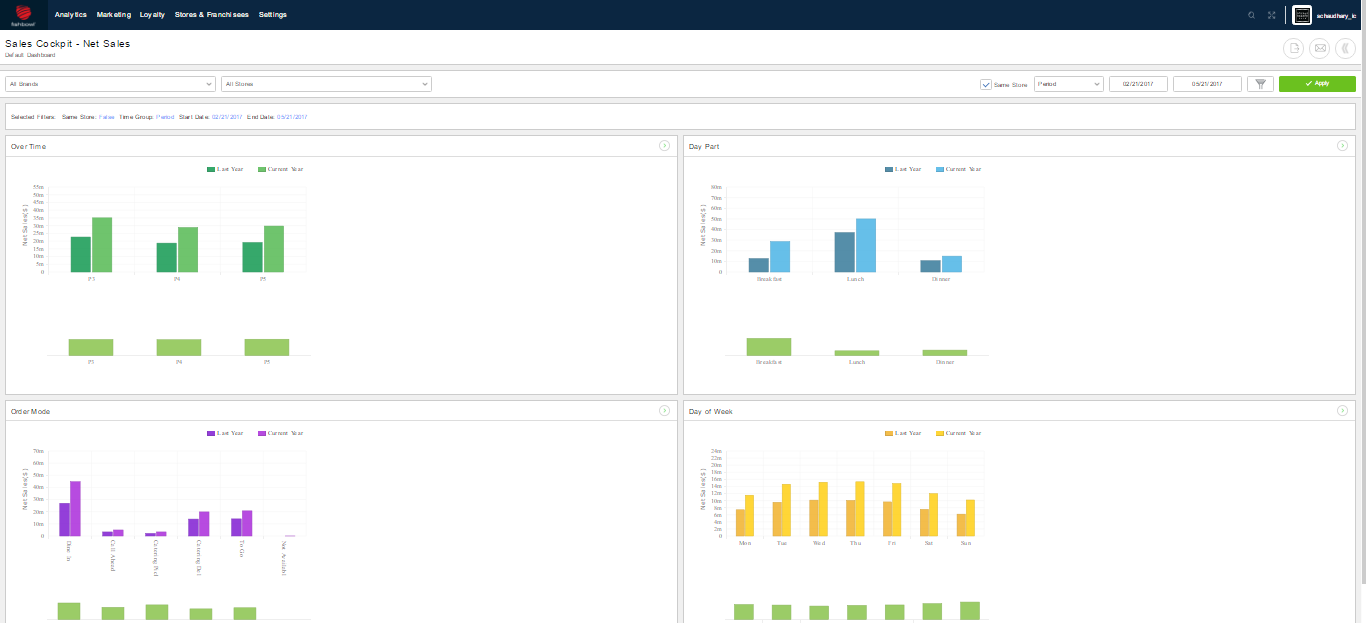 fishbowl
Analytics Marketing Loyalty Stores & Franchisees Settings
schaudhary_ic
Sales Cockpit - Net Sales
Default Dashboard
All Brands All Stores Same Store Period 02/21/2017 05/21/2017 Apply
Selected Filters: Same Store: False Time Group: Period Start Date: 02/21/2017 End Date: 05/21/2017
Over Time
Last Year Current Year
55m
50m
45m
40m
35m
30m
25m
20m
15m
10m
5m
0
Net Sales($)
P3 P4 P5
P3 P4 P5
Day Part
Last Year Current Year
80m
70m
60m
50m
40m
30m
20m
10m
0
Net Sales($)
Breakfast Lunch Dinner
Breakfast Lunch Dinner
Order Mode
Last Year Current Year
70m
60m
50m
40m
30m
20m
10m
0
Net Sales($)
Dine In
Call Ahead
Catering Pickd
Catering Del
To Go
Not Availabl
Day of Week
Last Year Current Year
24m
22m
20m
18m
16m
14m
12m
10m
8m
6m
4m
2m
0
Net Sales($)
Mon Tue Wed Thu Fri Sat Sun